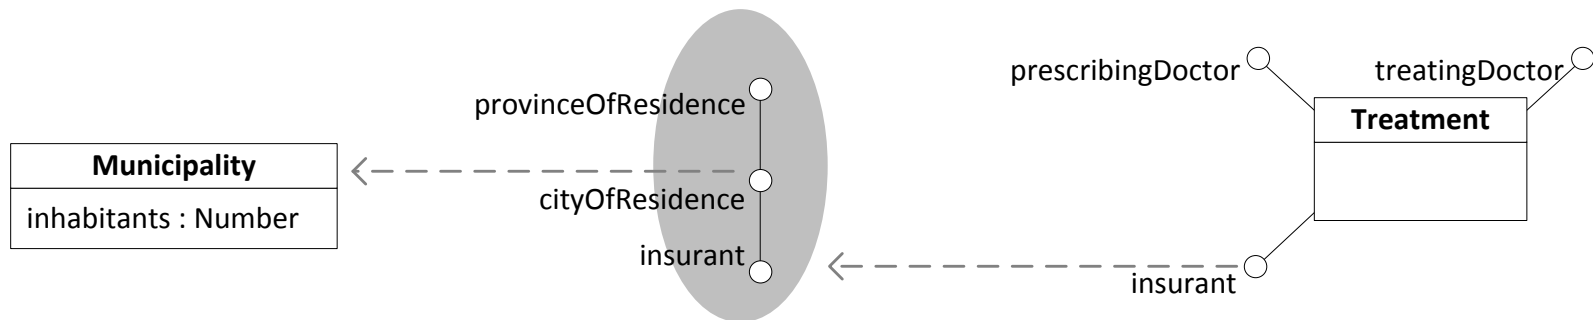 prescribingDoctor
treatingDoctor
provinceOfResidence
Treatment
Municipality
cityOfResidence
inhabitants : Number
insurant
insurant